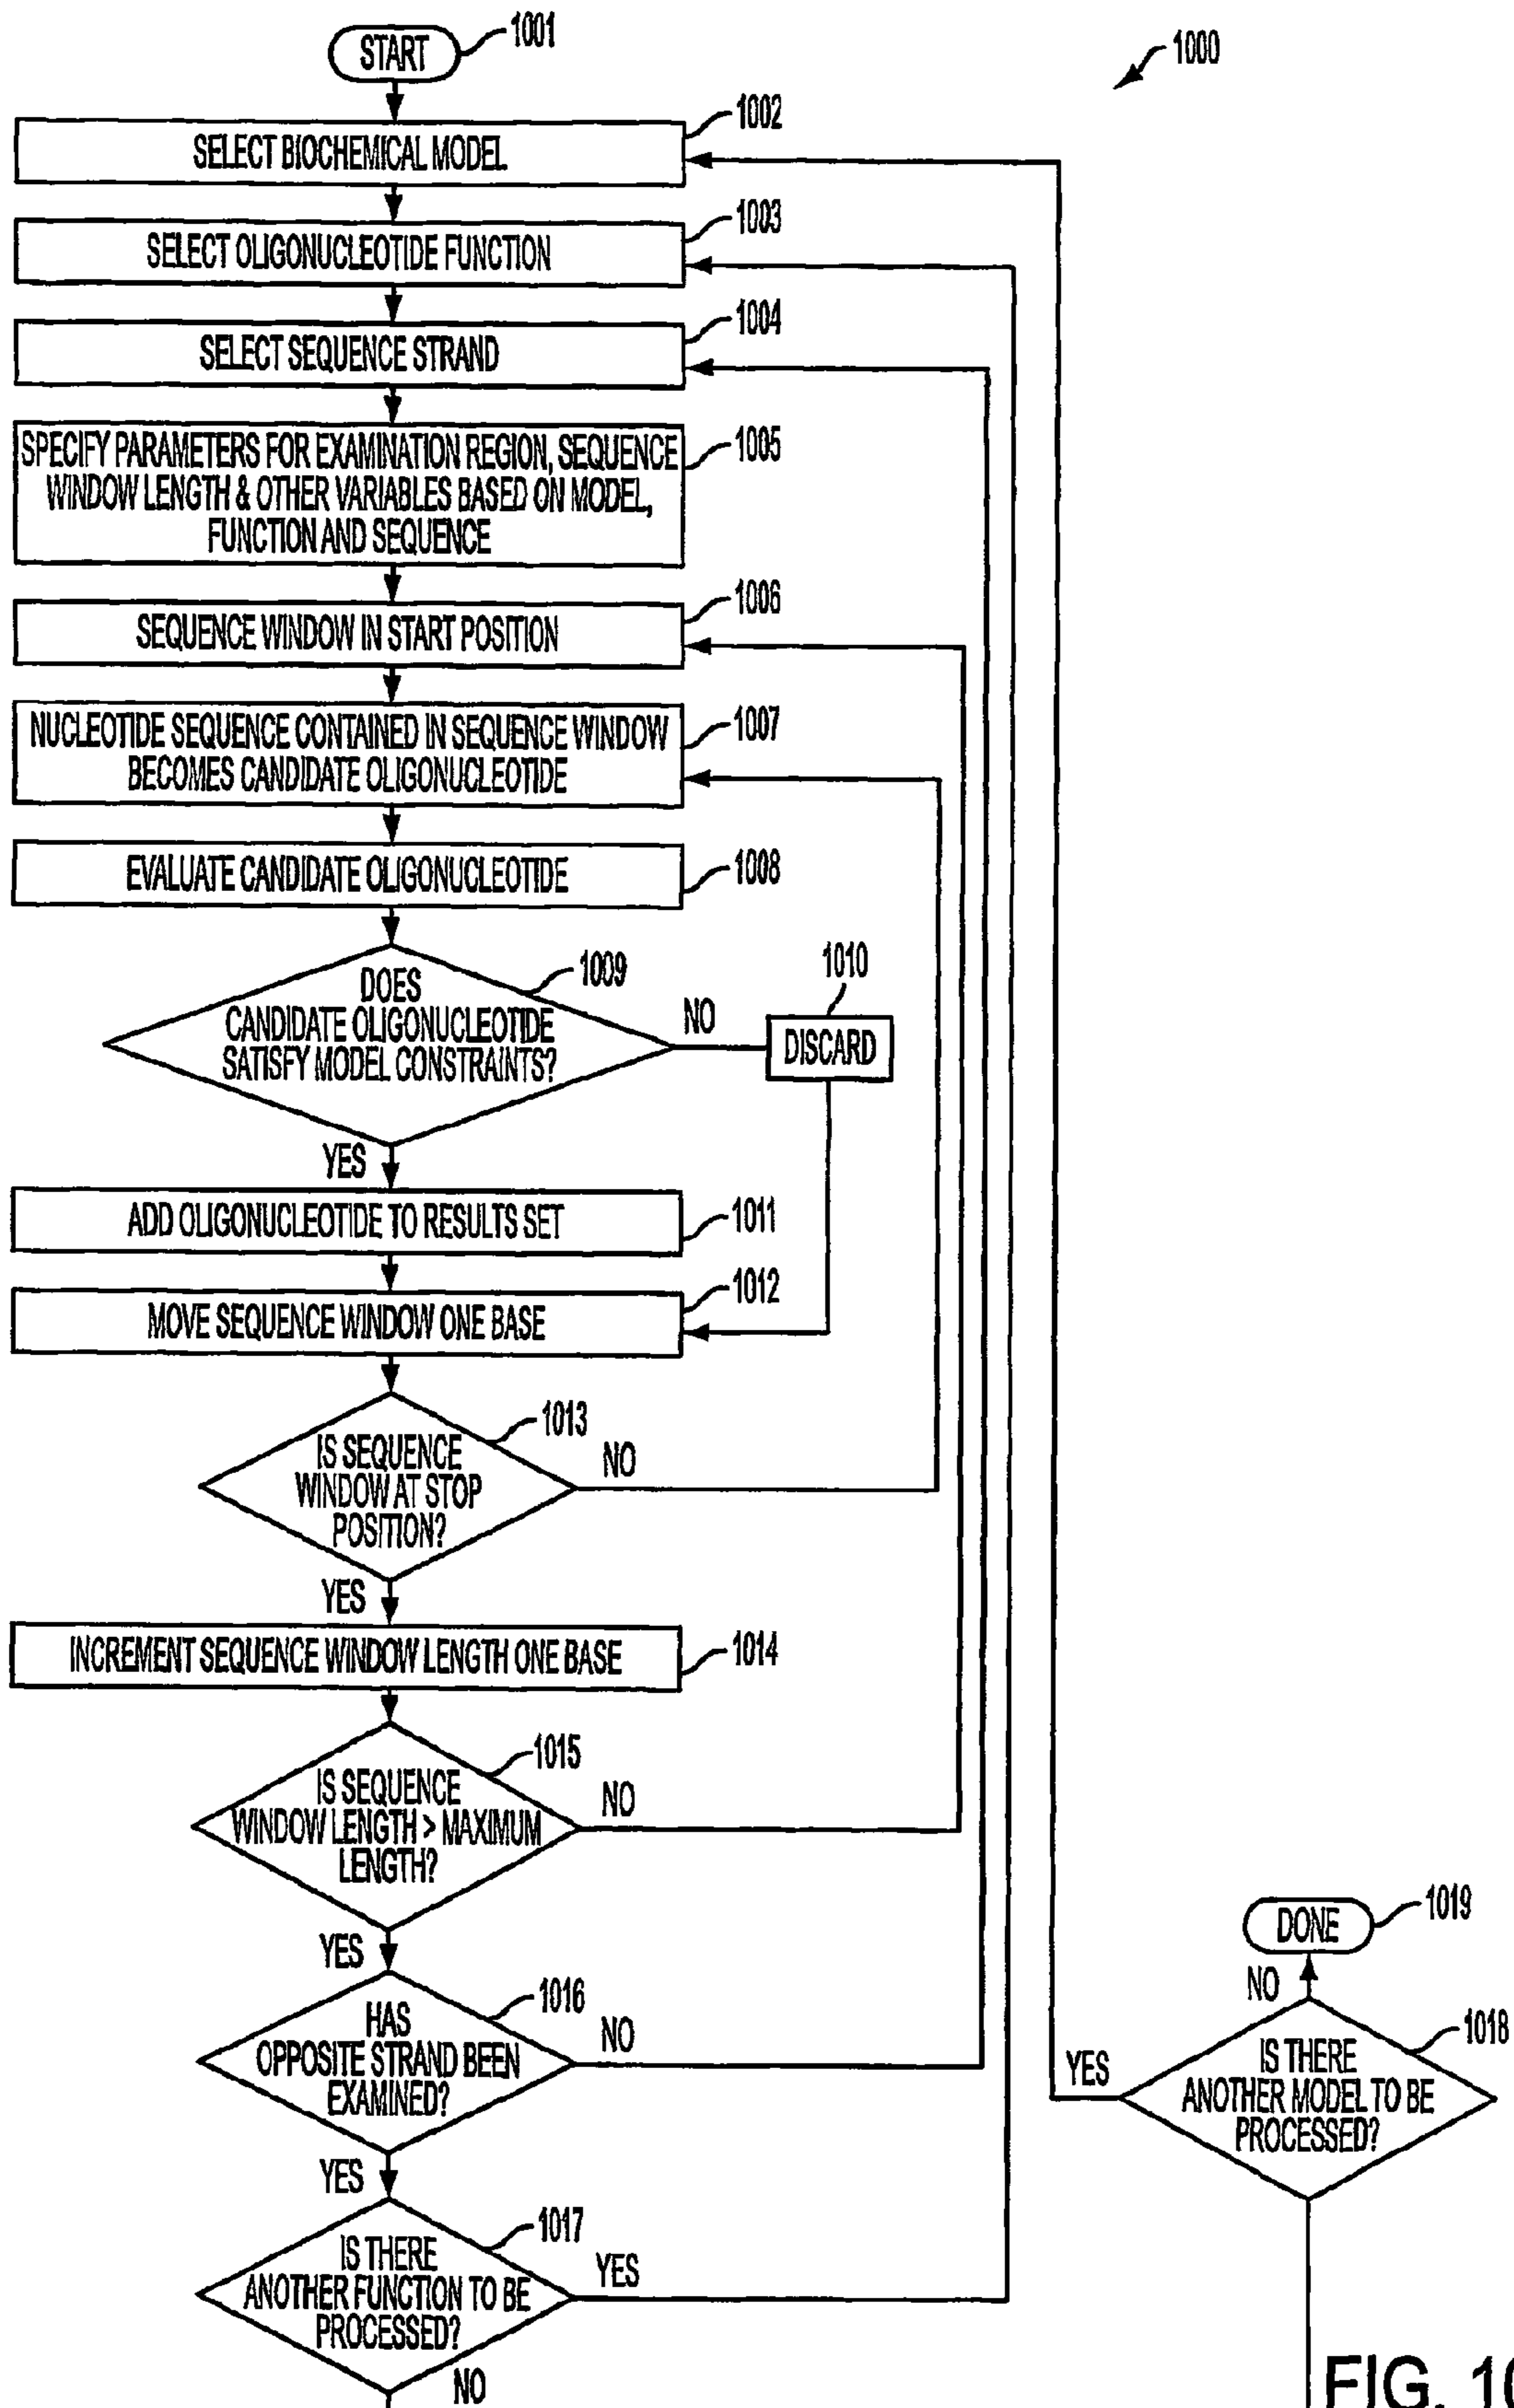 START
1001
1000
1002
SELECT BIOCHEMICAL MODEL
1003
SELECT OLIGONUCLEOTIDE FUNCTION
1004
SELECT SEQUENCE STRAND
SPECIFY PARAMETERS FOR EXAMINATION REGION, SEQUENCE
WINDOW LENGTH & OTHER VARIABLES BASED ON MODEL,
FUNCTION AND SEQUENCE
1005
1006
SEQUENCE WINDOW IN START POSITION
NUCLEOTIDE SEQUENCE CONTAINED IN SEQUENCE WINDOW
BECOMES CANDIDATE OLIGONUCLEOTIDE
1007
EVALUATE CANDIDATE OLIGONUCLEOTIDE
1008
DOES
CANDIDATE OLIGONUCLEOTIDE
SATISFY MODEL CONSTRAINTS?
1009
NO
1010
DISCARD
YES
ADD OLIGONUCLEOTIDE TO RESULTS SET
1011
1012
MOVE SEQUENCE WINDOW ONE BASE
1013
IS SEQUENCE
WINDOW AT STOP
POSITION?
NO
YES
INCREMENT SEQUENCE WINDOW LENGTH ONE BASE
1014
1015
IS SEQUENCE
WINDOW LENGTH > MAXIMUM
LENGTH?
NO
YES
1016
HAS
OPPOSITE STRAND BEEN
EXAMINED?
NO
YES
1017
IS THERE
ANOTHER FUNCTION TO BE
PROCESSED?
YES
NO
DONE
1019
NO
1018
IS THERE
ANOTHER MODEL TO BE
PROCESSED?
YES
FIG. 10